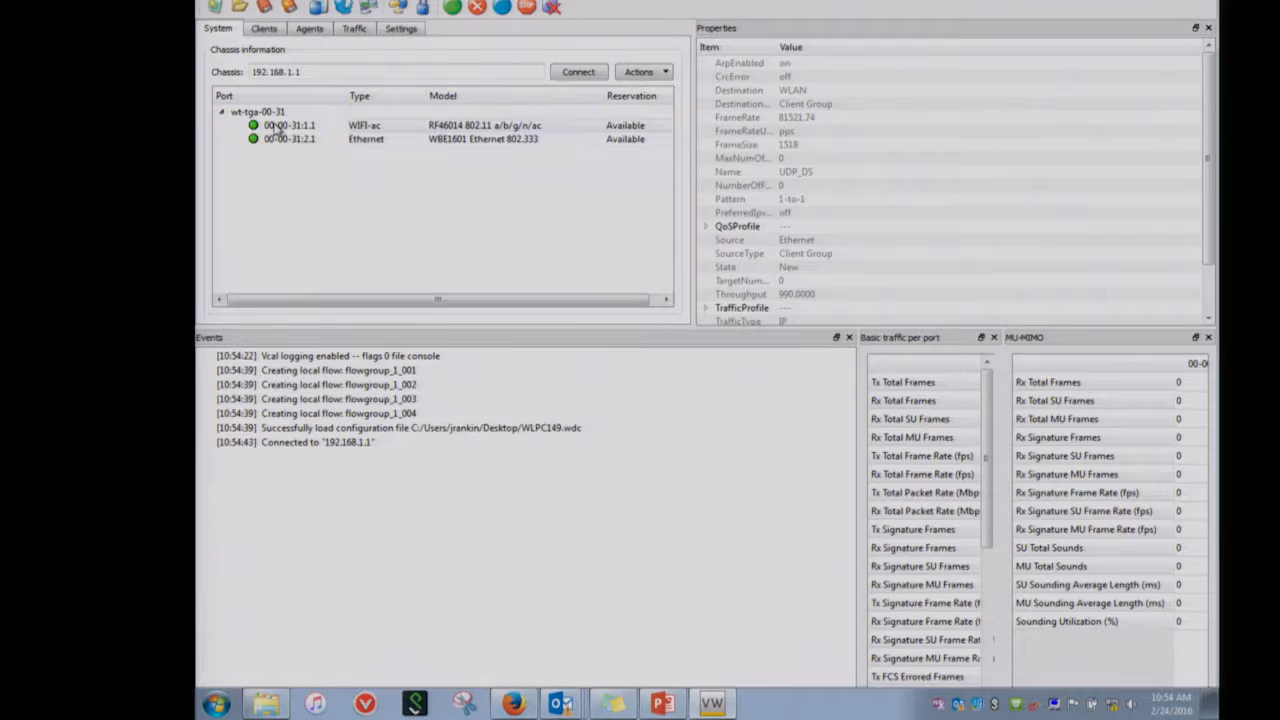 System Clients Agents Traffic Settings
Chassis information
Chassis: 192.168.1.1 Connect Actions
Port Type Model Reservation
wt-tga-00-31
00-00-31:1.1 WIFI-ac RF46014 802.11 a/b/g/n/ac Available
00-00-31:2.1 Ethernet WBE1601 Ethernet 802.333 Available
Properties
Item Value
ArpEnabled on
CrcError off
Destination WLAN
Destination... Client Group
FrameRate 81521.74
FrameRateU... pps
FrameSize 1518
MaxNumOf... 0
Name UDP_DS
NumberOfF... 0
Pattern 1-to-1
PreferredIpv... off
QoSProfile ---
Source Ethernet
SourceType Client Group
State New
TargetNum... 0
Throughput 990.0000
TrafficProfile ---
TrafficType IP
Events
[10:54:22] Vcal logging enabled -- flags 0 file console
[10:54:39] Creating local flow: flowgroup_1_001
[10:54:39] Creating local flow: flowgroup_1_002
[10:54:39] Creating local flow: flowgroup_1_003
[10:54:39] Creating local flow: flowgroup_1_004
[10:54:39] Successfully load configuration file C:/Users/jrankin/Desktop/WLPC149.wdc
[10:54:43] Connected to "192.168.1.1"
Basic traffic per port
Tx Total Frames
Rx Total Frames
Rx Total SU Frames
Rx Total MU Frames
Tx Total Frame Rate (fps)
Rx Total Frame Rate (fps)
Tx Total Packet Rate (Mbp
Rx Total Packet Rate (Mbp
Tx Signature Frames
Rx Signature Frames
Rx Signature SU Frames
Rx Signature MU Frames
Tx Signature Frame Rate (f
Rx Signature Frame Rate (
Rx Signature SU Frame Rat
Rx Signature MU Frame Ra
Tx FCS Errored Frames
MU-MIMO
00-0
Rx Total Frames 0
Rx Total SU Frames 0
Rx Total MU Frames 0
Rx Signature Frames 0
Rx Signature SU Frames 0
Rx Signature MU Frames 0
Rx Signature Frame Rate (fps) 0
Rx Signature SU Frame Rate (fps) 0
Rx Signature MU Frame Rate (fps) 0
SU Total Sounds 0
MU Total Sounds 0
SU Sounding Average Length (ms) 0
MU Sounding Average Length (ms) 0
Sounding Utilization (%) 0
VW
10:54 AM
2/24/2016